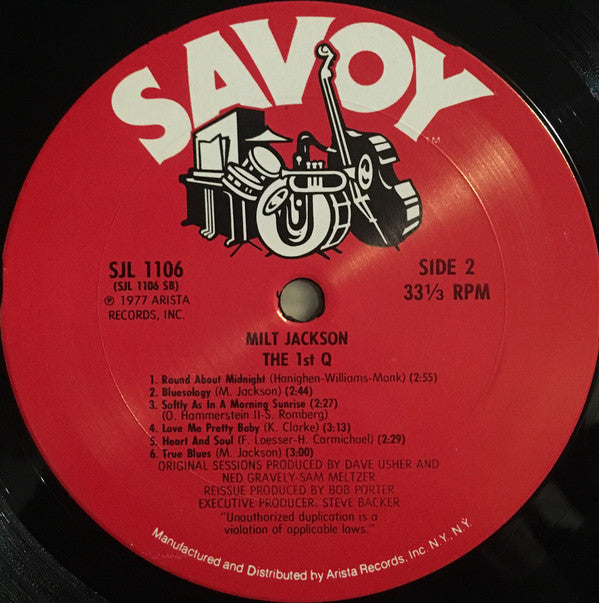 SAVOY
TM
SJL 1106
(SJL 1106 SB)
℗ 1977 ARISTA
RECORDS, INC.
SIDE 2
33⅓ RPM
MILT JACKSON
THE 1st Q
1. Round About Midnight (Hanighen-Williams-Monk) (2:55)
2. Bluesology (M. Jackson) (2:44)
3. Softly As In A Morning Sunrise (2:27)
(O. Hammerstein II-S. Romberg)
4. Love Me Pretty Baby (K. Clarke) (3:13)
5. Heart And Soul (F. Loesser-H. Carmichael) (2:29)
6. True Blues (M. Jackson) (3:00)
ORIGINAL SESSIONS PRODUCED BY DAVE USHER AND
NED GRAVELY-SAM MELTZER
REISSUE PRODUCED BY BOB PORTER
EXECUTIVE PRODUCER: STEVE BACKER
"Unauthorized duplication is a
violation of applicable laws."
Manufactured and Distributed by Arista Records, Inc. N.Y., N.Y.